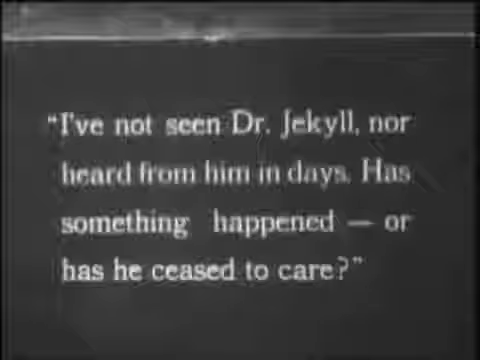 "I've not seen Dr. Jekyll, nor
heard from him in days. Has
something happened — or
has he ceased to care?"